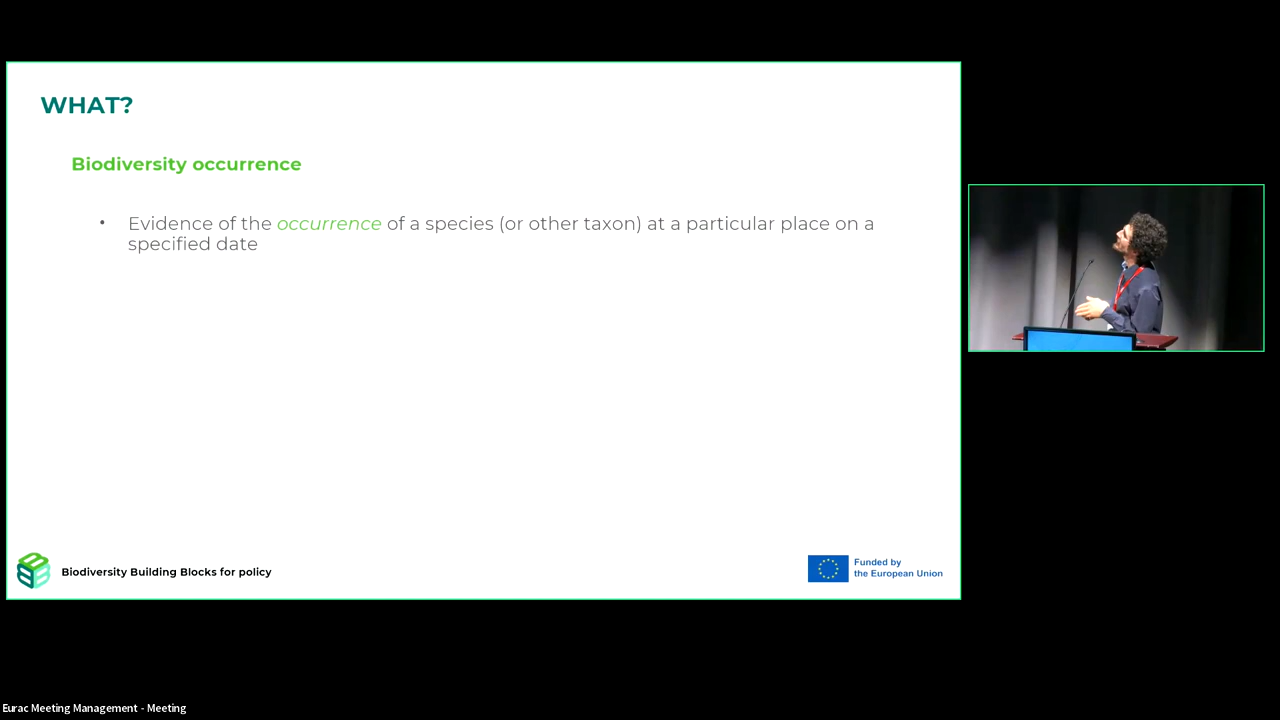 WHAT?
Biodiversity occurrence
• Evidence of the occurrence of a species (or other taxon) at a particular place on a
specified date
Biodiversity Building Blocks for policy
Funded by
the European Union
Eurac Meeting Management - Meeting